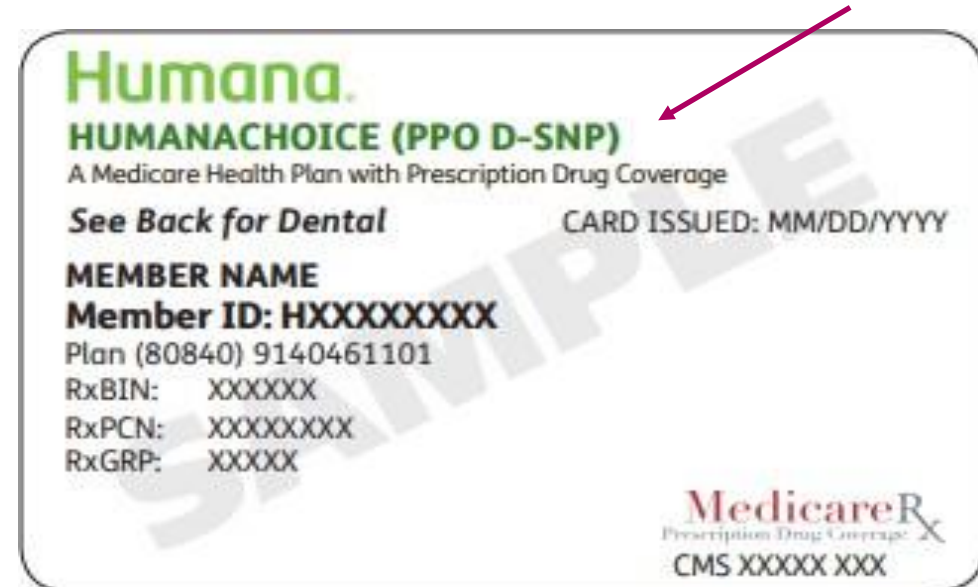 Humana.
HUMANACHOICE (PPO D-SNP)
A Medicare Health Plan with Prescription Drug Coverage
See Back for Dental CARD ISSUED: MM/DD/YYYY
MEMBER NAME
Member ID: HXXXXXXXX
Plan (80840) 9140461101
RxBIN: XXXXXX
RxPCN: XXXXXXXX
RxGRP: XXXXX
SAMPLE
MedicareRx
Prescription Drug Coverage X
CMS XXXXX XXX